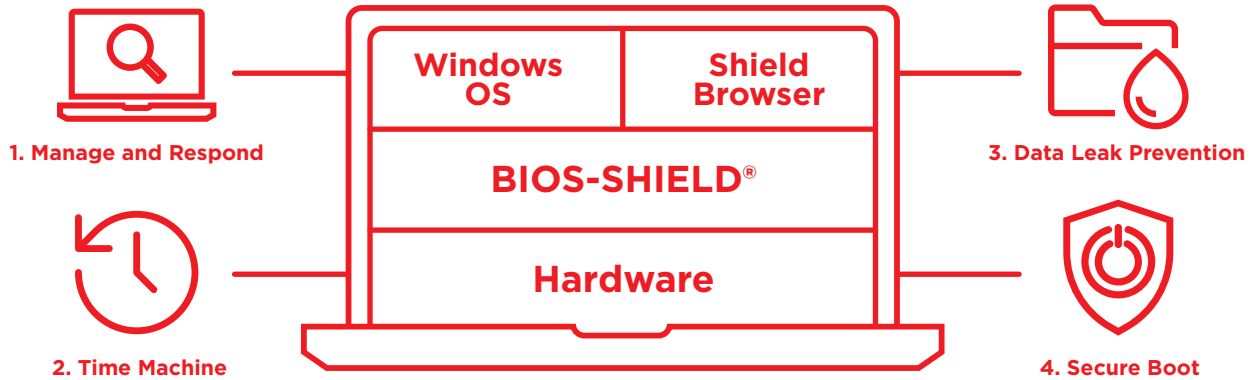 Windows
OS
Shield
Browser
1. Manage and Respond
3. Data Leak Prevention
BIOS-SHIELD®
Hardware
2. Time Machine
4. Secure Boot